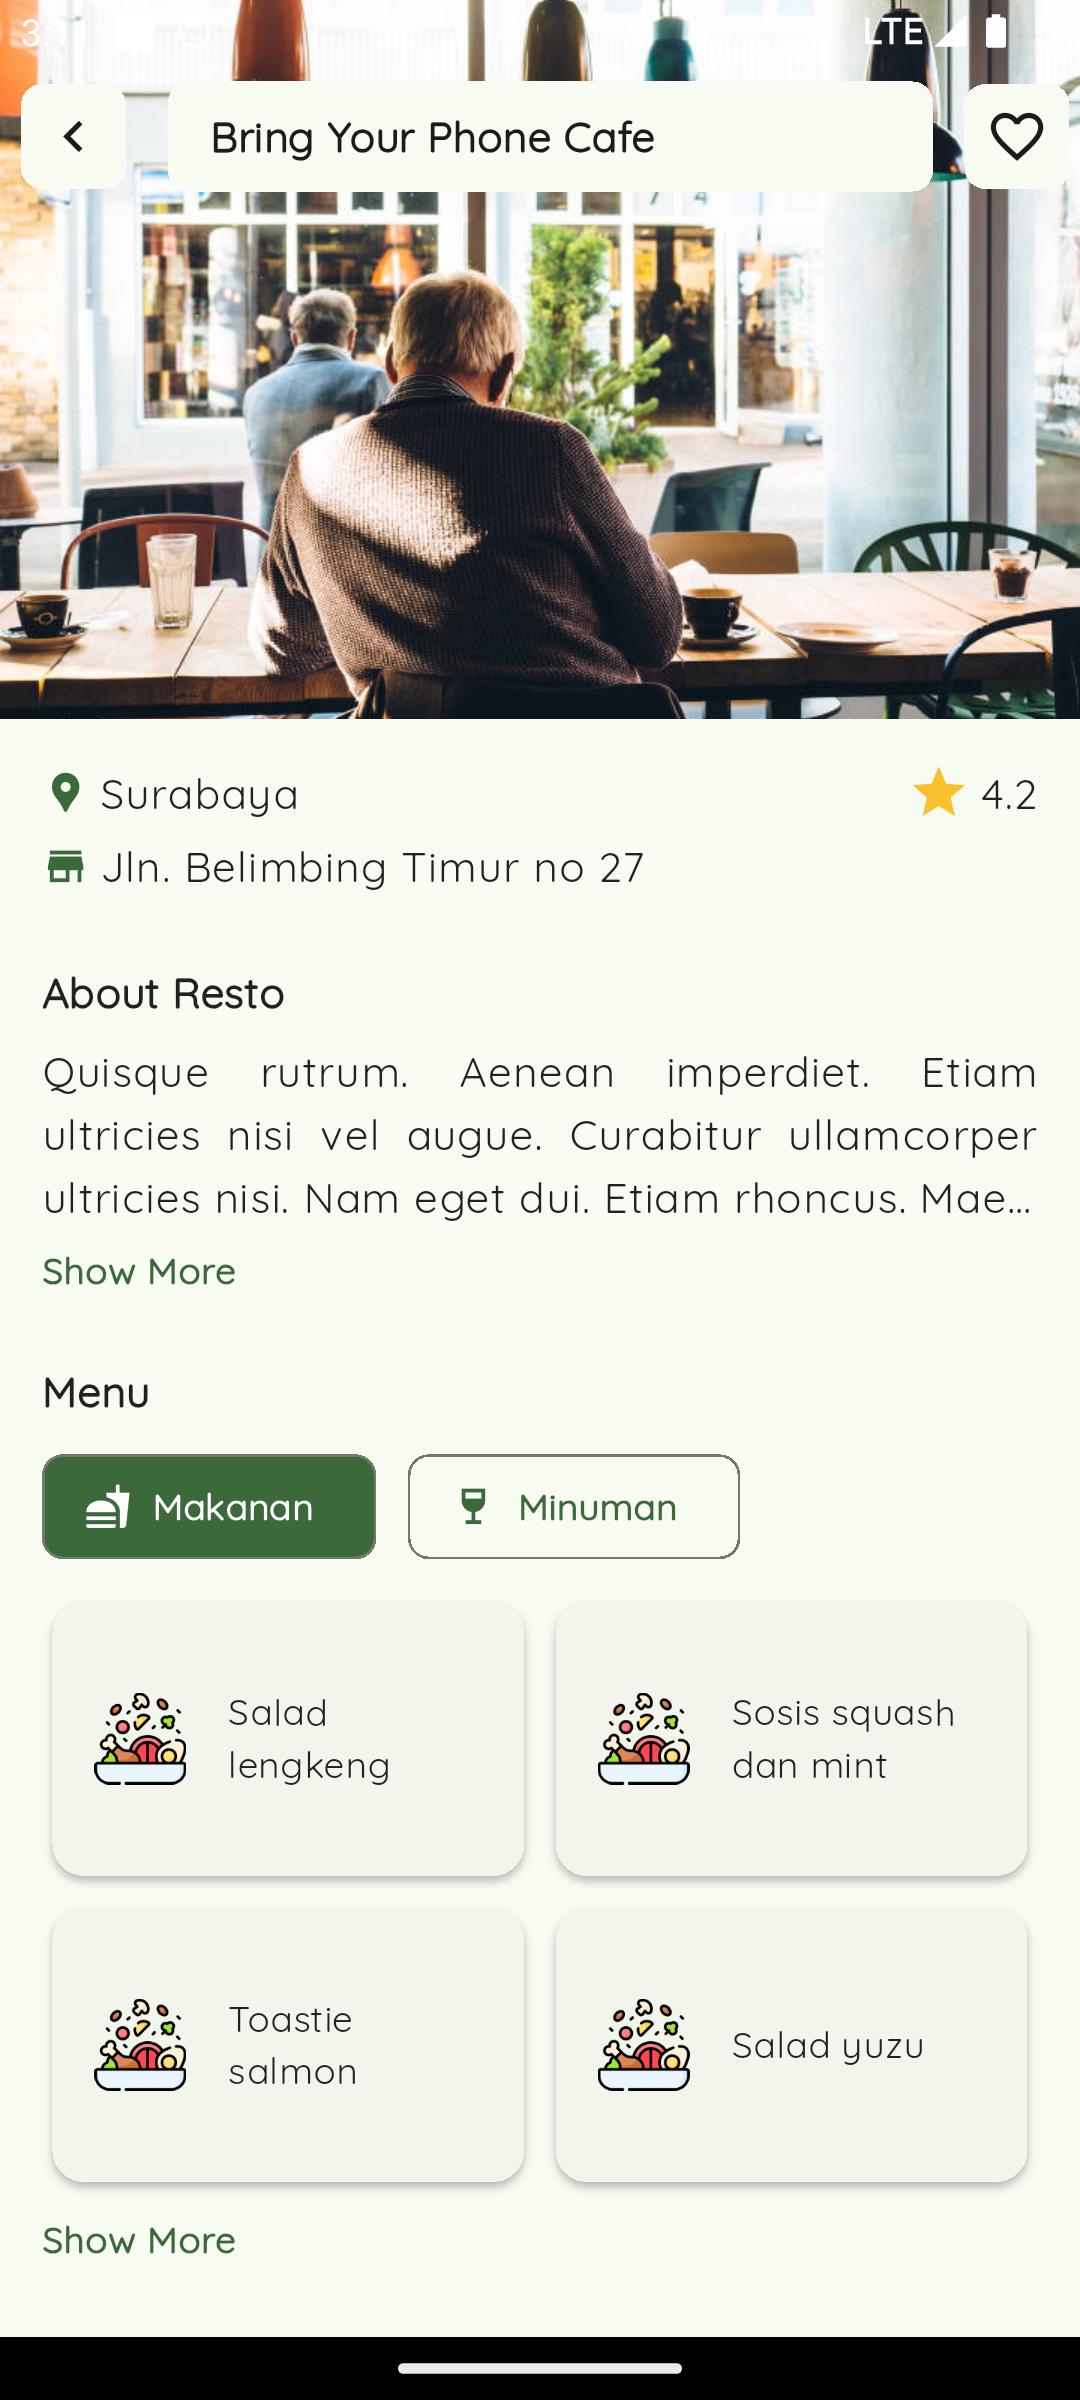 LTE
Bring Your Phone Cafe
Surabaya
4.2
Jln. Belimbing Timur no 27
About Resto
Quisque rutrum. Aenean imperdiet. Etiam
ultricies nisi vel augue. Curabitur ullamcorper
ultricies nisi. Nam eget dui. Etiam rhoncus. Mae...
Show More
Menu
Makanan
Minuman
Salad
lengkeng
Sosis squash
dan mint
Toastie
salmon
Salad yuzu
Show More